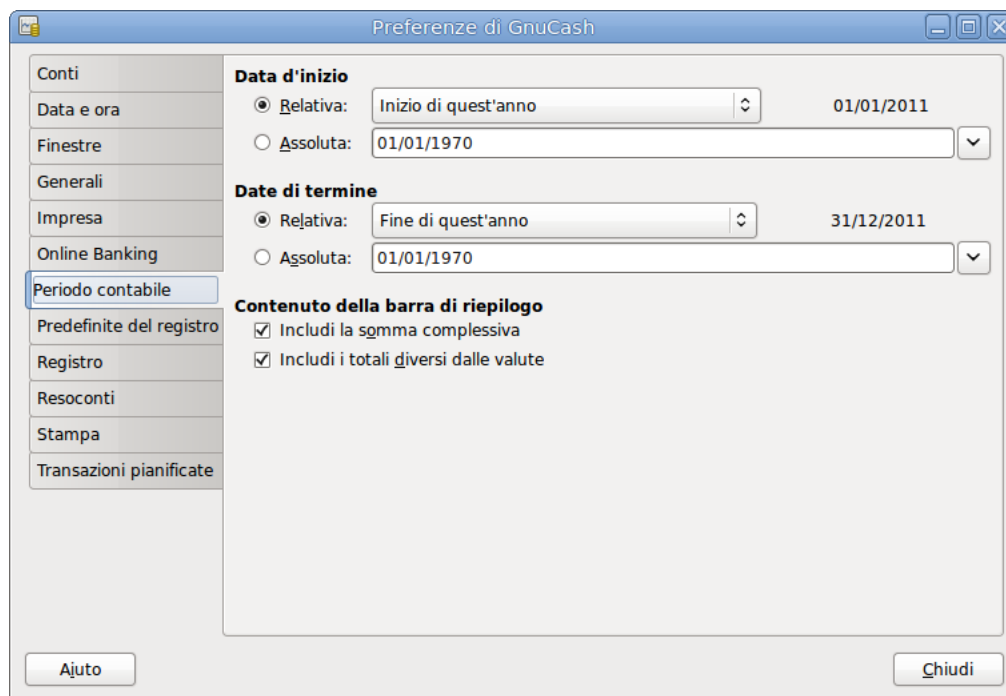 Preferenze di GnuCash
Conti
Data e ora
Finestre
Generali
Impresa
Online Banking
Periodo contabile
Predefinite del registro
Registro
Resoconti
Stampa
Transazioni pianificate
Data d'inizio
Relativa: Inizio di quest'anno 01/01/2011
Assoluta: 01/01/1970
Date di termine
Relativa: Fine di quest'anno 31/12/2011
Assoluta: 01/01/1970
Contenuto della barra di riepilogo
Includi la somma complessiva
Includi i totali diversi dalle valute
Aiuto Chiudi